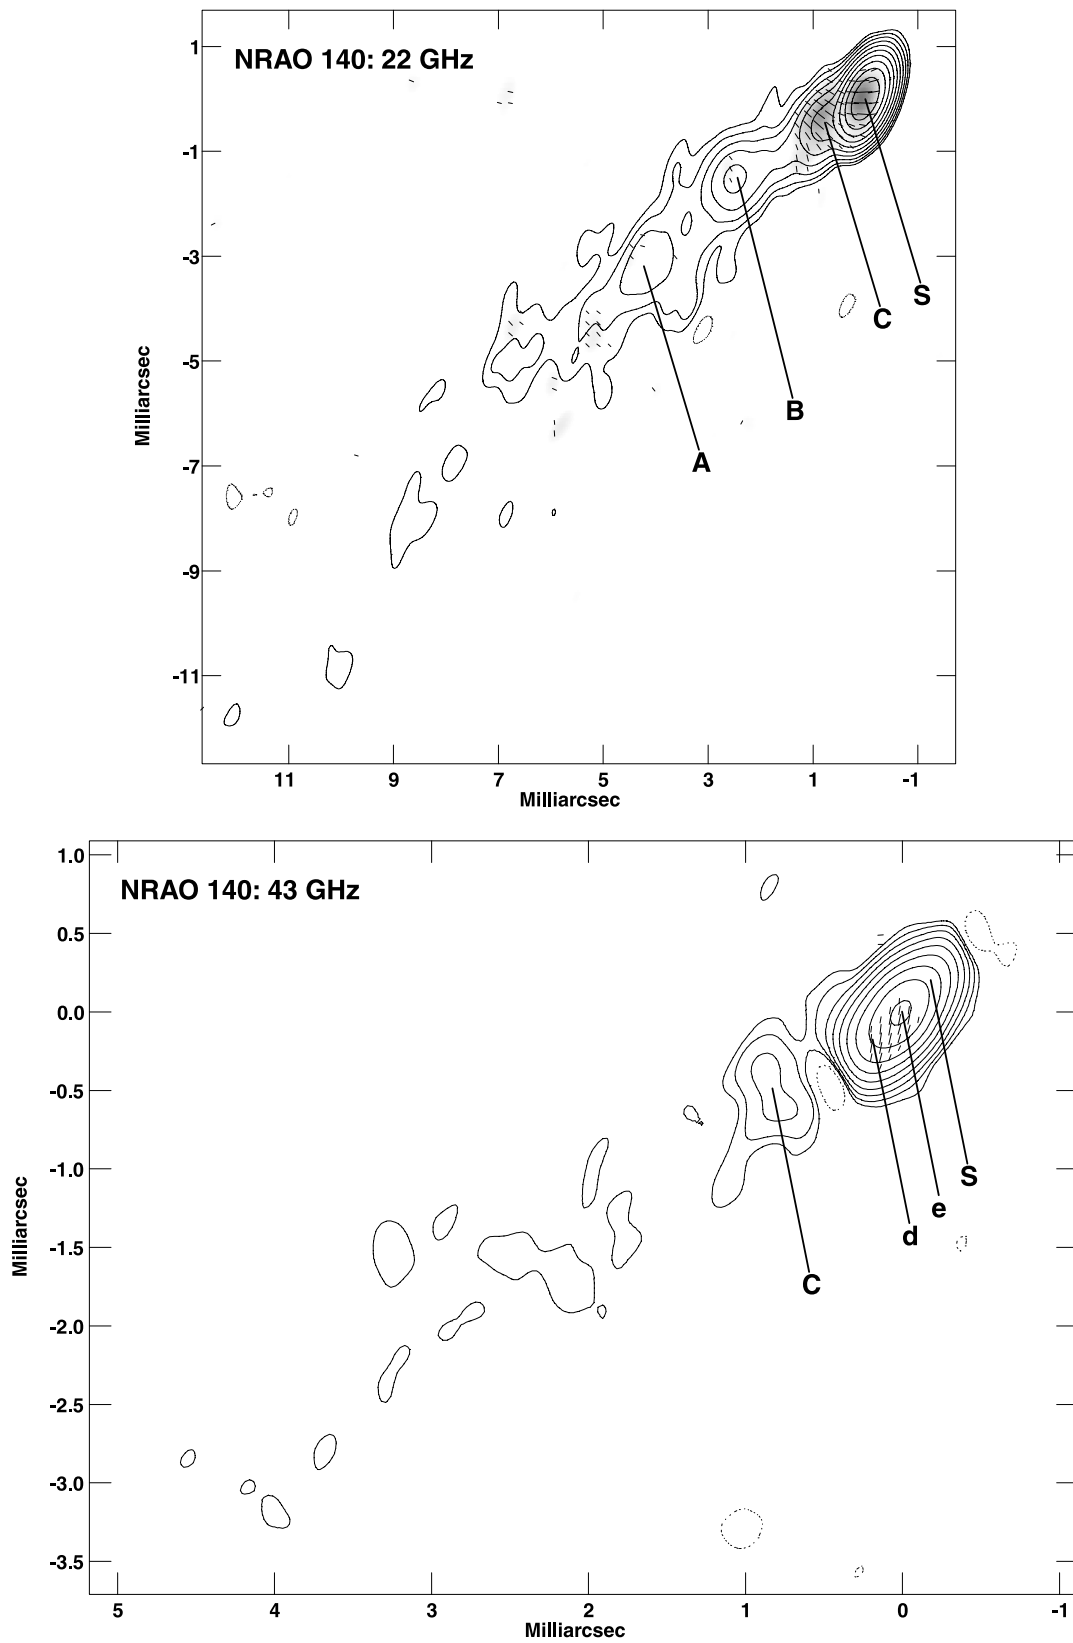 NRAO 140: 22 GHz
1
-1
-3
-5
-7
-9
-11
Milliarcsec
S
C
B
A
11 9 7 5 3 1 -1
Milliarcsec
NRAO 140: 43 GHz
1.0
0.5
0.0
-0.5
-1.0
-1.5
-2.0
-2.5
-3.0
-3.5
Milliarcsec
S
e
d
C
5 4 3 2 1 0 -1
Milliarcsec